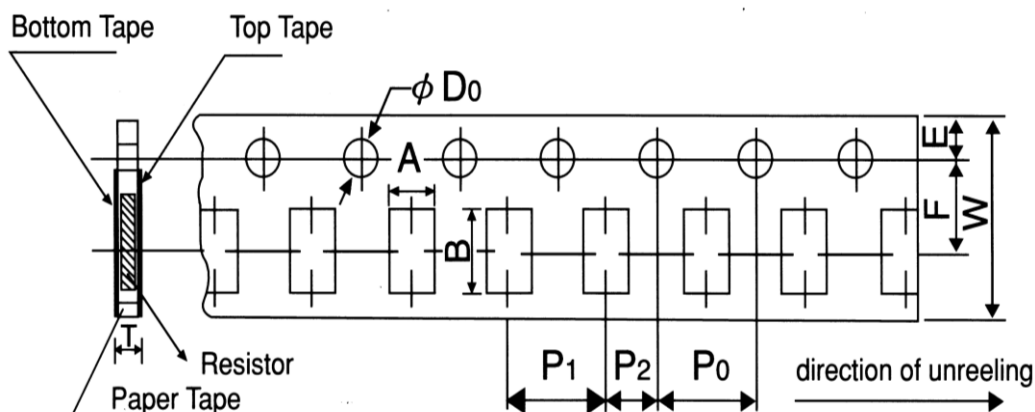 Bottom Tape
Top Tape
ϕ D0
A
B
E
F
W
T
Resistor
Paper Tape
P1
P2
P0
direction of unreeling